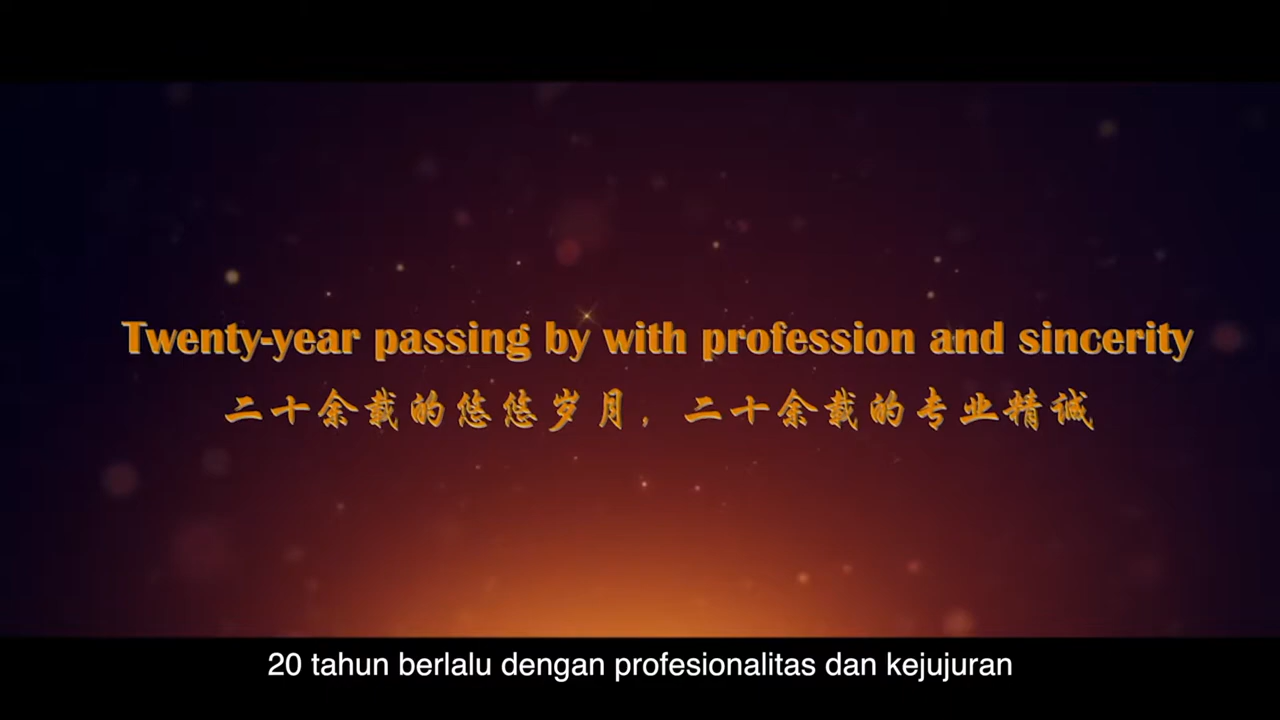 Twenty-year passing by with profession and sincerity
二十余载的悠悠岁月，二十余载的专业精诚
20 tahun berlalu dengan profesionalitas dan kejujuran